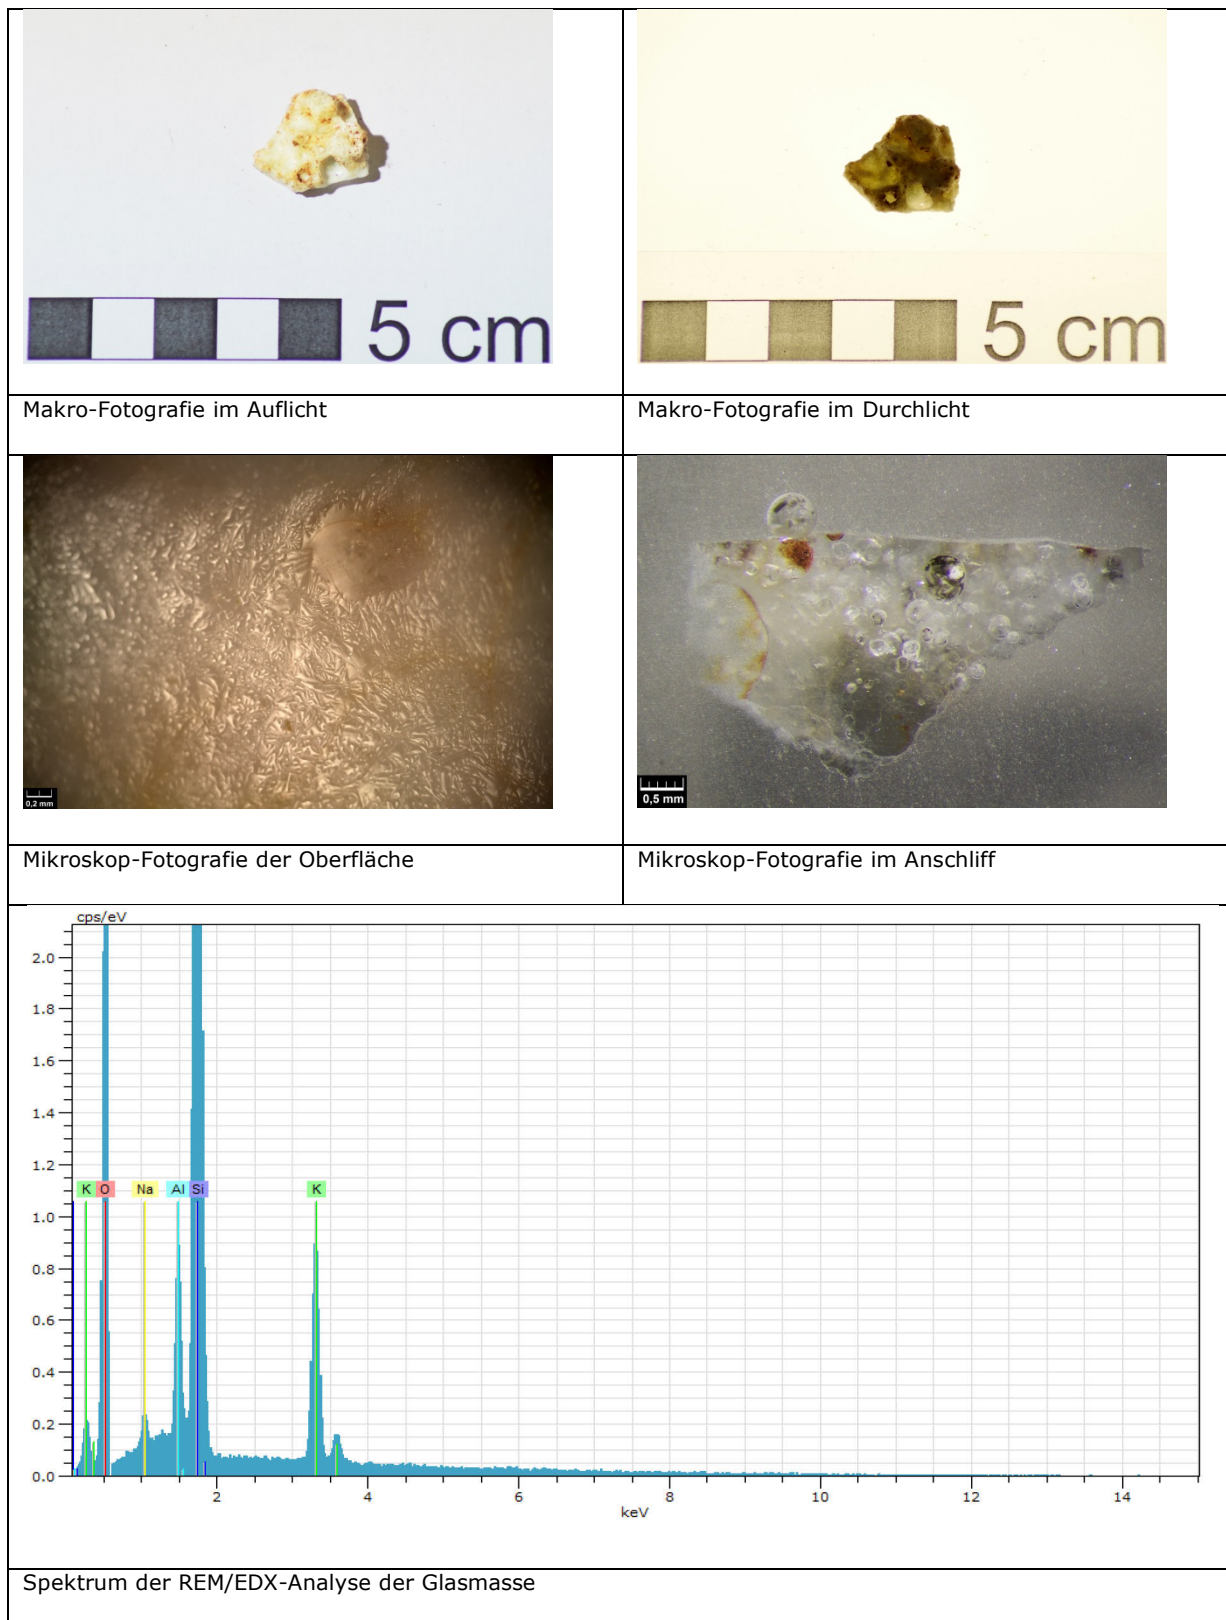 5 cm
5 cm
Makro-Fotografie im Auflicht
Makro-Fotografie im Durchlicht
0,2 mm
0,5 mm
Mikroskop-Fotografie der Oberfläche
Mikroskop-Fotografie im Anschliff
cps/eV
2.0
1.8
1.6
1.4
1.2
K O Na Al Si K
1.0
0.8
0.6
0.4
0.2
0.0
2 4 6 8 10 12 14
keV
Spektrum der REM/EDX-Analyse der Glasmasse